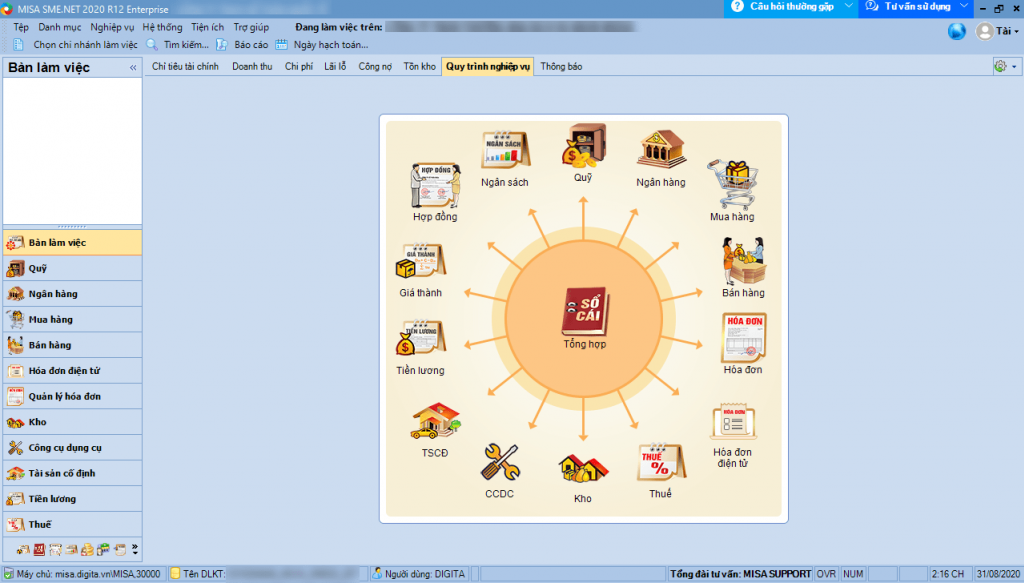 MISA SME.NET 2020 R12 Enterprise
Câu hỏi thường gặp
Tư vấn sử dụng
Tệp Danh mục Nghiệp vụ Hệ thống Tiện ích Trợ giúp Đang làm việc trên:
Chọn chi nhánh làm việc Tìm kiếm... Báo cáo Ngày hạch toán...
Tài
Bàn làm việc «
Chỉ tiêu tài chính Doanh thu Chi phí Lãi lỗ Công nợ Tồn kho Quy trình nghiệp vụ Thông báo
Bàn làm việc
Quỹ
Ngân hàng
Mua hàng
Bán hàng
Hóa đơn điện tử
Quản lý hóa đơn
Kho
Công cụ dụng cụ
Tài sản cố định
Tiền lương
Thuế
NGÂN SÁCH
Ngân sách
Quỹ
Ngân hàng
HỢP ĐỒNG
Hợp đồng
Mua hàng
GIÁ THÀNH
Giá thành
Bán hàng
SỔ
CÁI
Tổng hợp
TIỀN LƯƠNG
Tiền lương
HÓA ĐƠN
Hóa đơn
TSCĐ
HÓA ĐƠN
Hóa đơn
điện tử
CCDC
Kho
THUẾ
%
Thuế
Máy chủ: misa.digita.vn\MISA,30000 Tên DLKT: Người dùng: DIGITA Tổng đài tư vấn: MISA SUPPORT OVR NUM 2:16 CH 31/08/2020